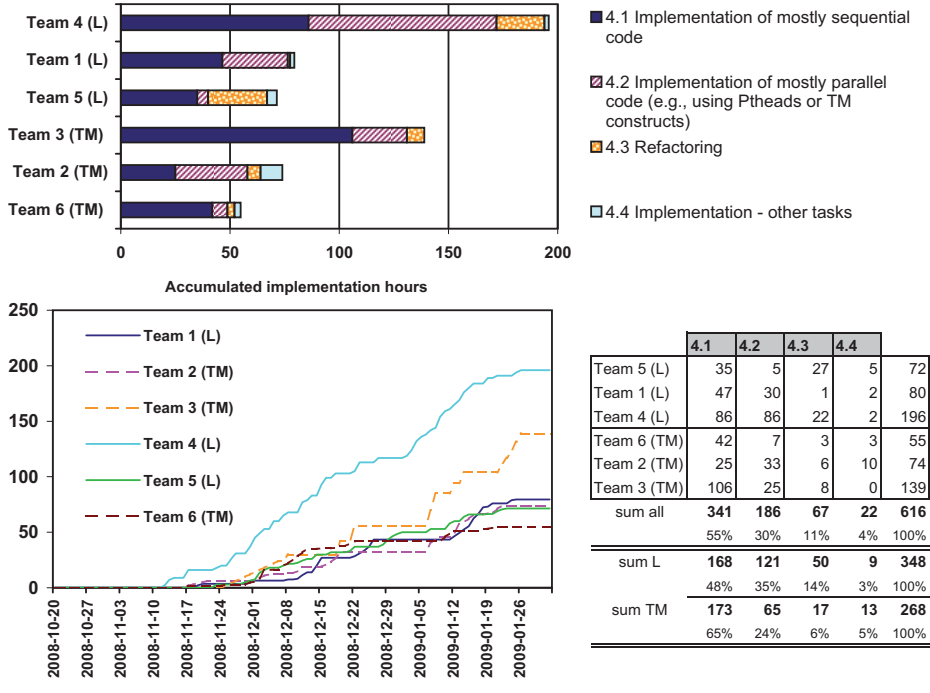 Team 4 (L)
Team 1 (L)
Team 5 (L)
Team 3 (TM)
Team 2 (TM)
Team 6 (TM)
0 50 100 150 200
4.1 Implementation of mostly sequential
code
4.2 Implementation of mostly parallel
code (e.g., using Ptheads or TM
constructs)
4.3 Refactoring
4.4 Implementation - other tasks
Accumulated implementation hours
250
200
150
100
50
0
Team 1 (L)
Team 2 (TM)
Team 3 (TM)
Team 4 (L)
Team 5 (L)
Team 6 (TM)
2008-10-20
2008-10-27
2008-11-03
2008-11-10
2008-11-17
2008-11-24
2008-12-01
2008-12-08
2008-12-15
2008-12-22
2008-12-29
2009-01-05
2009-01-12
2009-01-19
2009-01-26
4.1 4.2 4.3 4.4
Team 5 (L) 35 5 27 5 72
Team 1 (L) 47 30 1 2 80
Team 4 (L) 86 86 22 2 196
Team 6 (TM) 42 7 3 3 55
Team 2 (TM) 25 33 6 10 74
Team 3 (TM) 106 25 8 0 139
sum all 341 186 67 22 616
55% 30% 11% 4% 100%
sum L 168 121 50 9 348
48% 35% 14% 3% 100%
sum TM 173 65 17 13 268
65% 24% 6% 5% 100%